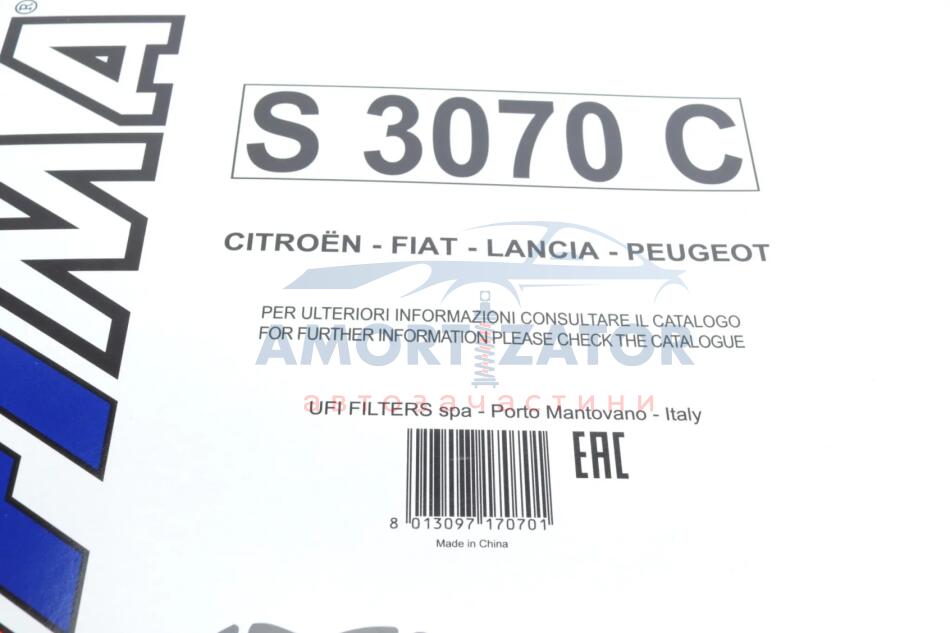 ®
IMA
S 3070 C
CITROËN - FIAT - LANCIA - PEUGEOT
PER ULTERIORI INFORMAZIONI CONSULTARE IL CATALOGO
FOR FURTHER INFORMATION PLEASE CHECK THE CATALOGUE
AMORTIZATOR
автозапчастини
UFI FILTERS spa - Porto Mantovano - Italy
EAC
8 013097 170701
Made in China